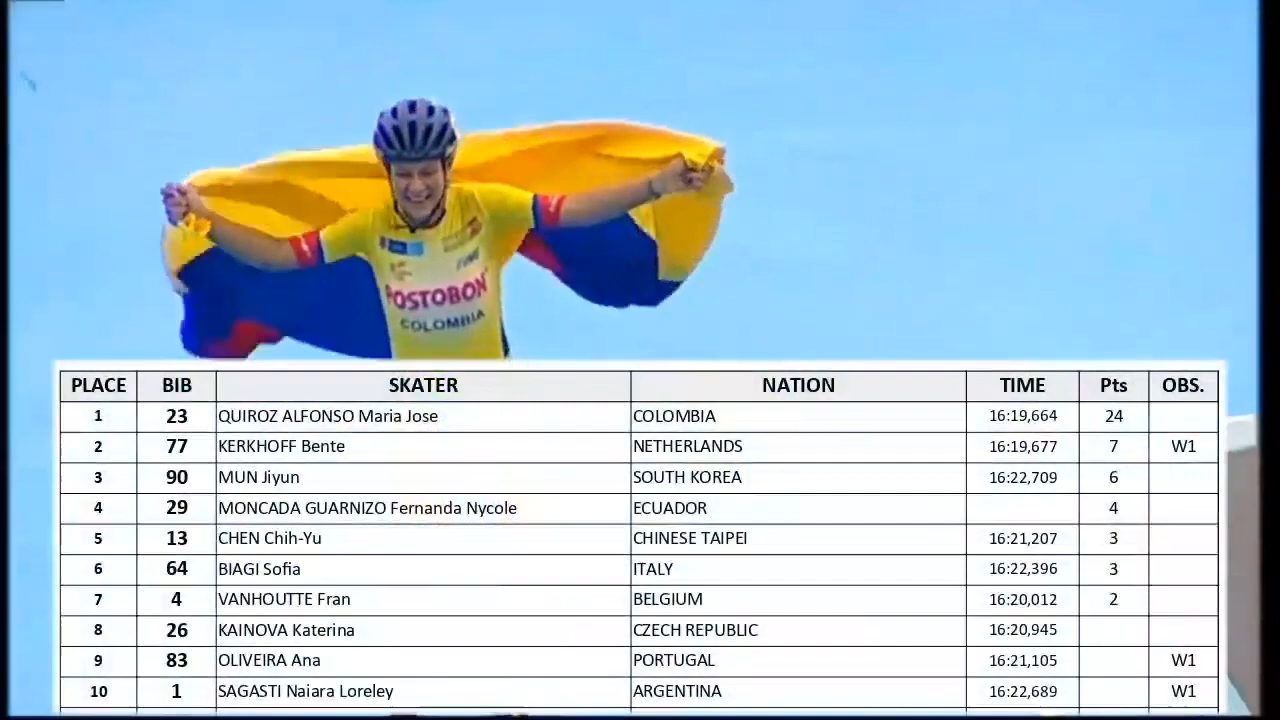 POSTOBON
COLOMBIA
PLACE BIB SKATER NATION TIME Pts OBS.
1 23 QUIROZ ALFONSO Maria Jose COLOMBIA 16:19,664 24
2 77 KERKHOFF Bente NETHERLANDS 16:19,677 7 W1
3 90 MUN Jiyun SOUTH KOREA 16:22,709 6
4 29 MONCADA GUARNIZO Fernanda Nycole ECUADOR 4
5 13 CHEN Chih-Yu CHINESE TAIPEI 16:21,207 3
6 64 BIAGI Sofia ITALY 16:22,396 3
7 4 VANHOUTTE Fran BELGIUM 16:20,012 2
8 26 KAINOVA Katerina CZECH REPUBLIC 16:20,945
9 83 OLIVEIRA Ana PORTUGAL 16:21,105 W1
10 1 SAGASTI Naiara Loreley ARGENTINA 16:22,689 W1